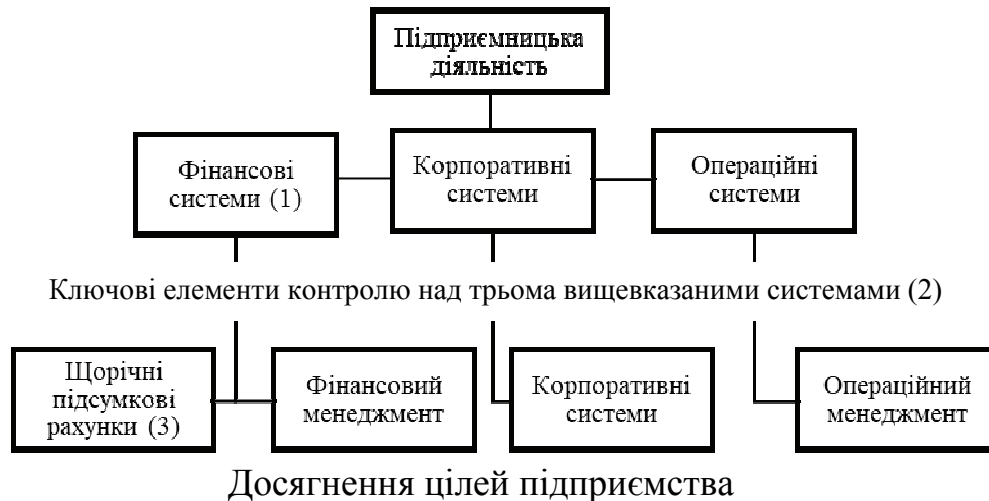 Підприємницька
діяльність
Фінансові
системи (1)
Корпоративні
системи
Операційні
системи
Ключові елементи контролю над трьома вищевказаними системами (2)
Щорічні
підсумкові
рахунки (3)
Фінансовий
менеджмент
Корпоративні
системи
Операційний
менеджмент
Досягнення цілей підприємства